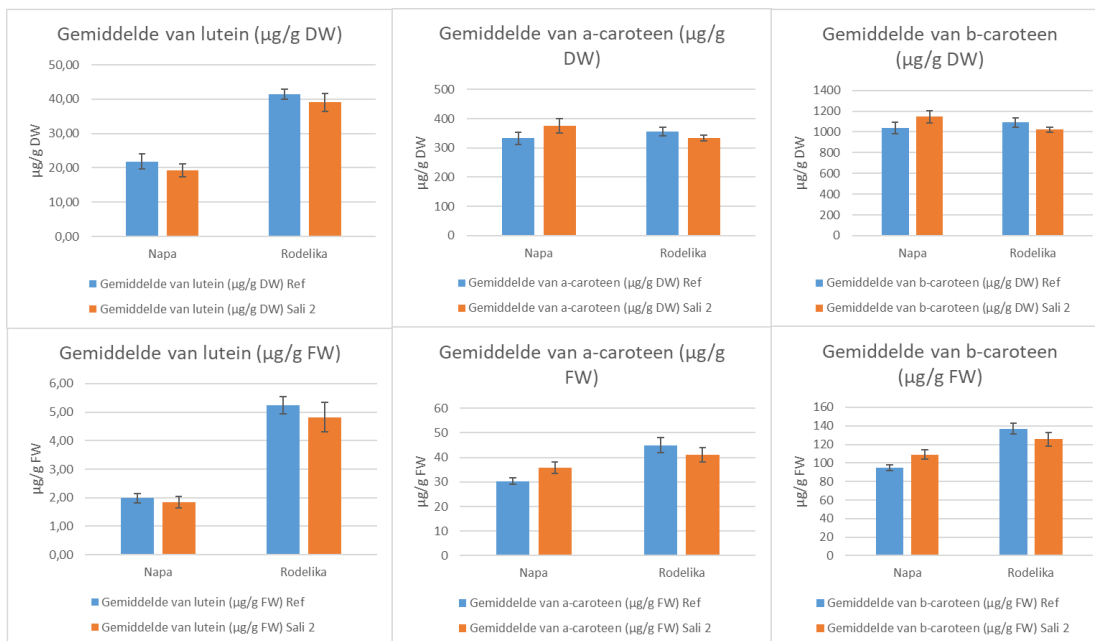 Gemiddelde van lutein (µg/g DW)
50,00
40,00
30,00
20,00
10,00
0,00
µg/g DW
Napa
Rodelika
Gemiddelde van lutein (µg/g DW) Ref
Gemiddelde van lutein (µg/g DW) Sali 2
Gemiddelde van a-caroteen (µg/g
DW)
500
400
300
200
100
0
µg/g DW
Napa
Rodelika
Gemiddelde van a-caroteen (µg/g DW) Ref
Gemiddelde van a-caroteen (µg/g DW) Sali 2
Gemiddelde van b-caroteen
(µg/g DW)
1400
1200
1000
800
600
400
200
0
µg/g DW
Napa
Rodelika
Gemiddelde van b-caroteen (µg/g DW) Ref
Gemiddelde van b-caroteen (µg/g DW) Sali 2
Gemiddelde van lutein (µg/g FW)
6,00
5,00
4,00
3,00
2,00
1,00
0,00
µg/g FW
Napa
Rodelika
Gemiddelde van lutein (µg/g FW) Ref
Gemiddelde van lutein (µg/g FW) Sali 2
Gemiddelde van a-caroteen (µg/g
FW)
60
50
40
30
20
10
0
µg/g FW
Napa
Rodelika
Gemiddelde van a-caroteen (µg/g FW) Ref
Gemiddelde van a-caroteen (µg/g FW) Sali 2
Gemiddelde van b-caroteen
(µg/g FW)
160
140
120
100
80
60
40
20
0
µg/g FW
Napa
Rodelika
Gemiddelde van b-caroteen (µg/g FW) Ref
Gemiddelde van b-caroteen (µg/g FW) Sali 2